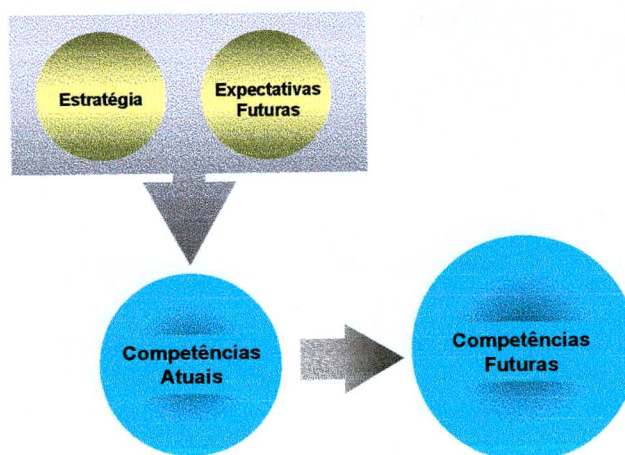 Estratégia
Expectativas
Futuras
Competências
Atuais
Competências
Futuras